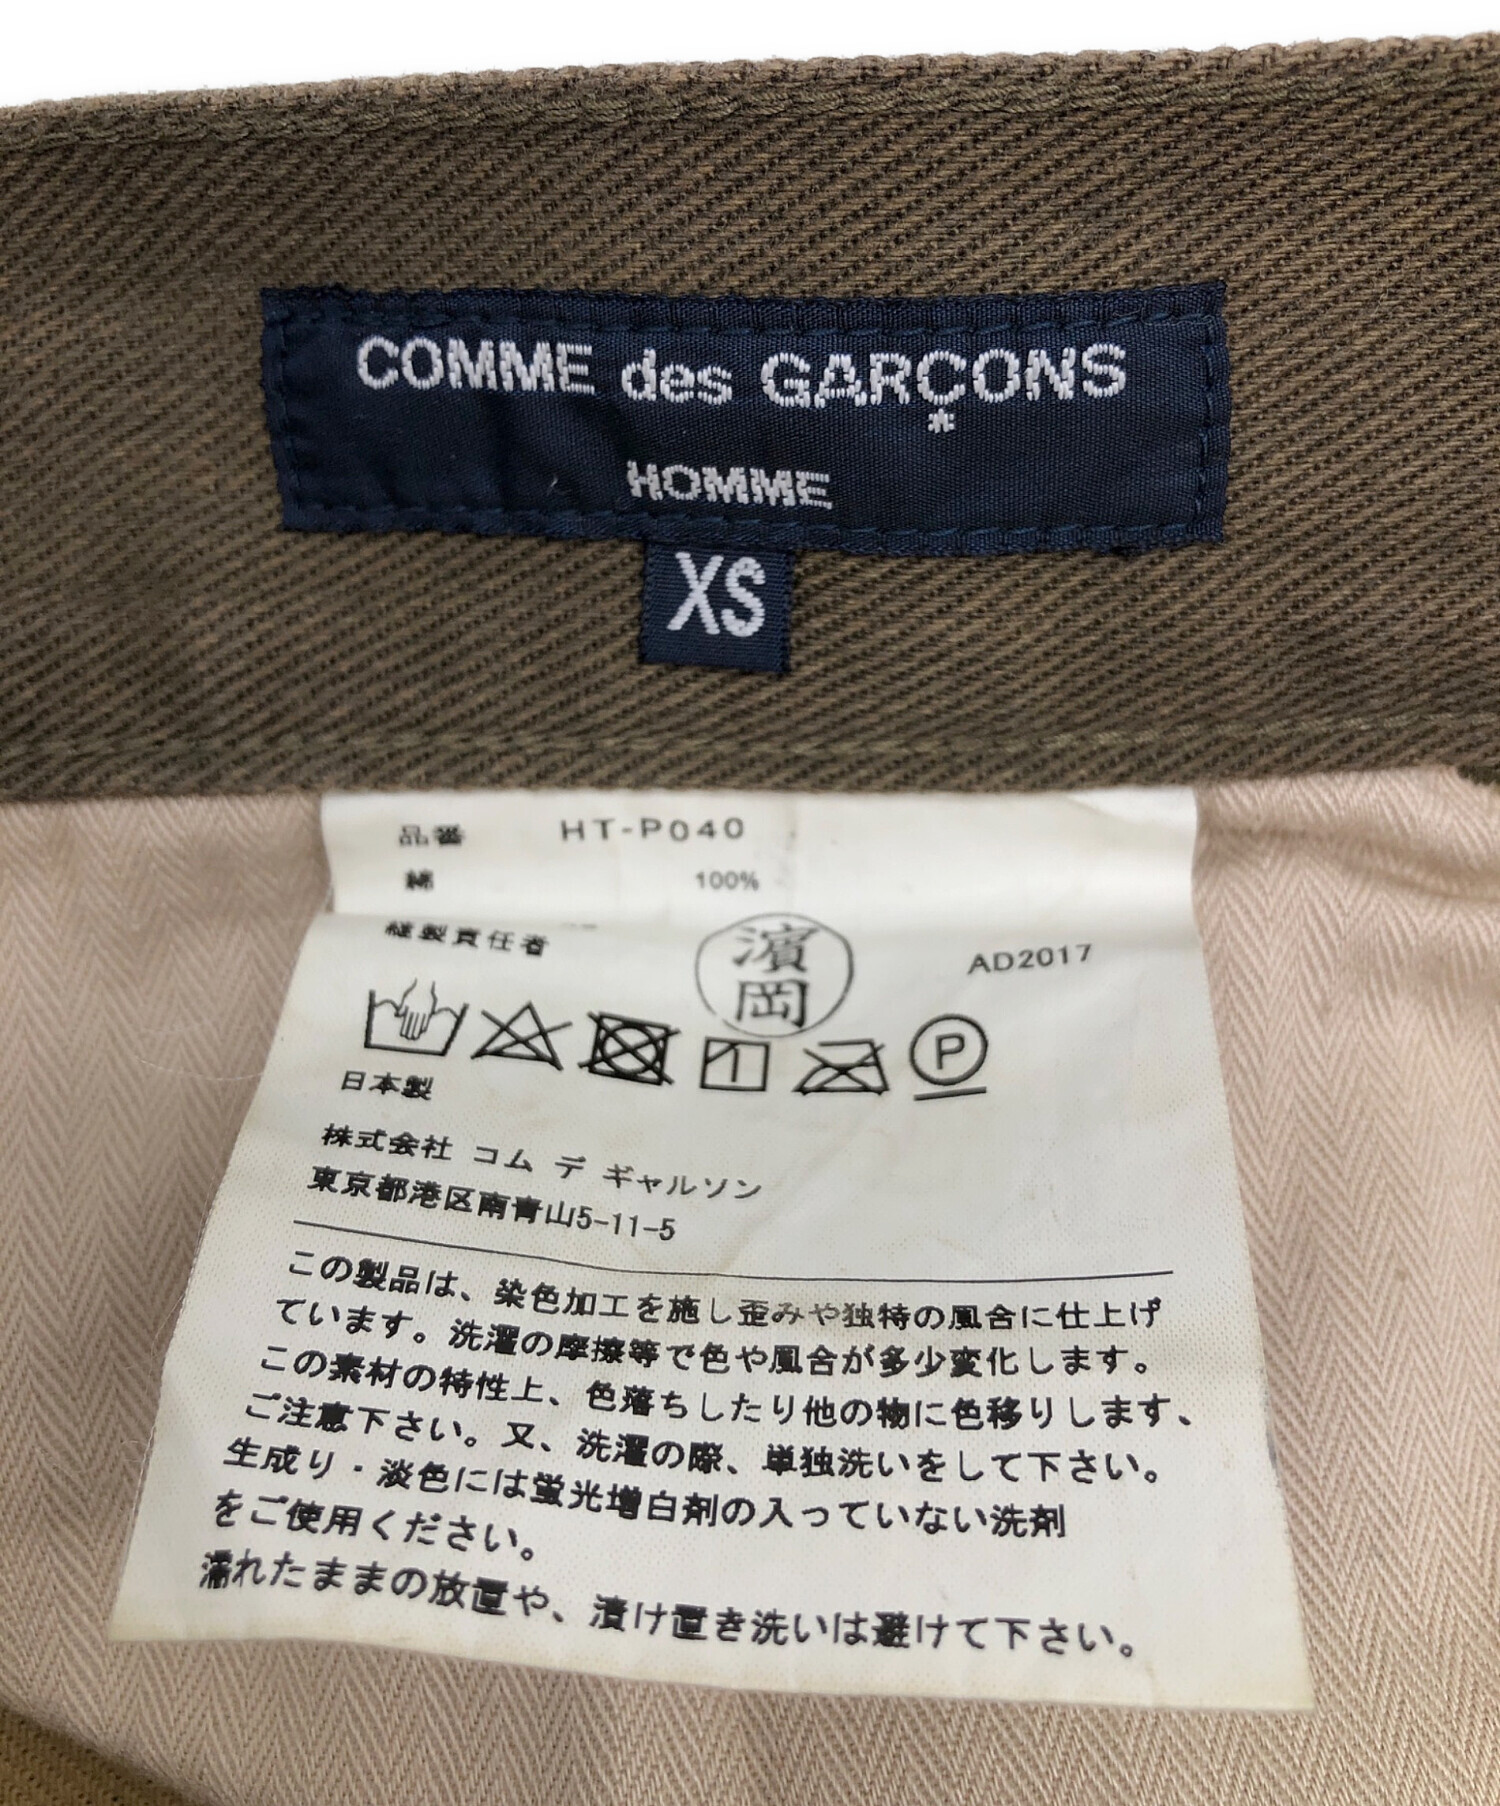 COMME des GARÇONS
HOMME
XS
品番 HT-P040
綿 100%
縫製責任者 濱岡 AD2017
P
日本製
株式会社 コム デ ギャルソン
東京都港区南青山5-11-5
この製品は、染色加工を施し歪みや独特の風合に仕上げ
ています。洗濯の摩擦等で色や風合が多少変化します。
この素材の特性上、色落ちしたり他の物に色移りします、
ご注意下さい。又、洗濯の際、単独洗いをして下さい。
生成り・淡色には蛍光増白剤の入っていない洗剤
をご使用ください。
濡れたままの放置や、漬け置き洗いは避けて下さい。